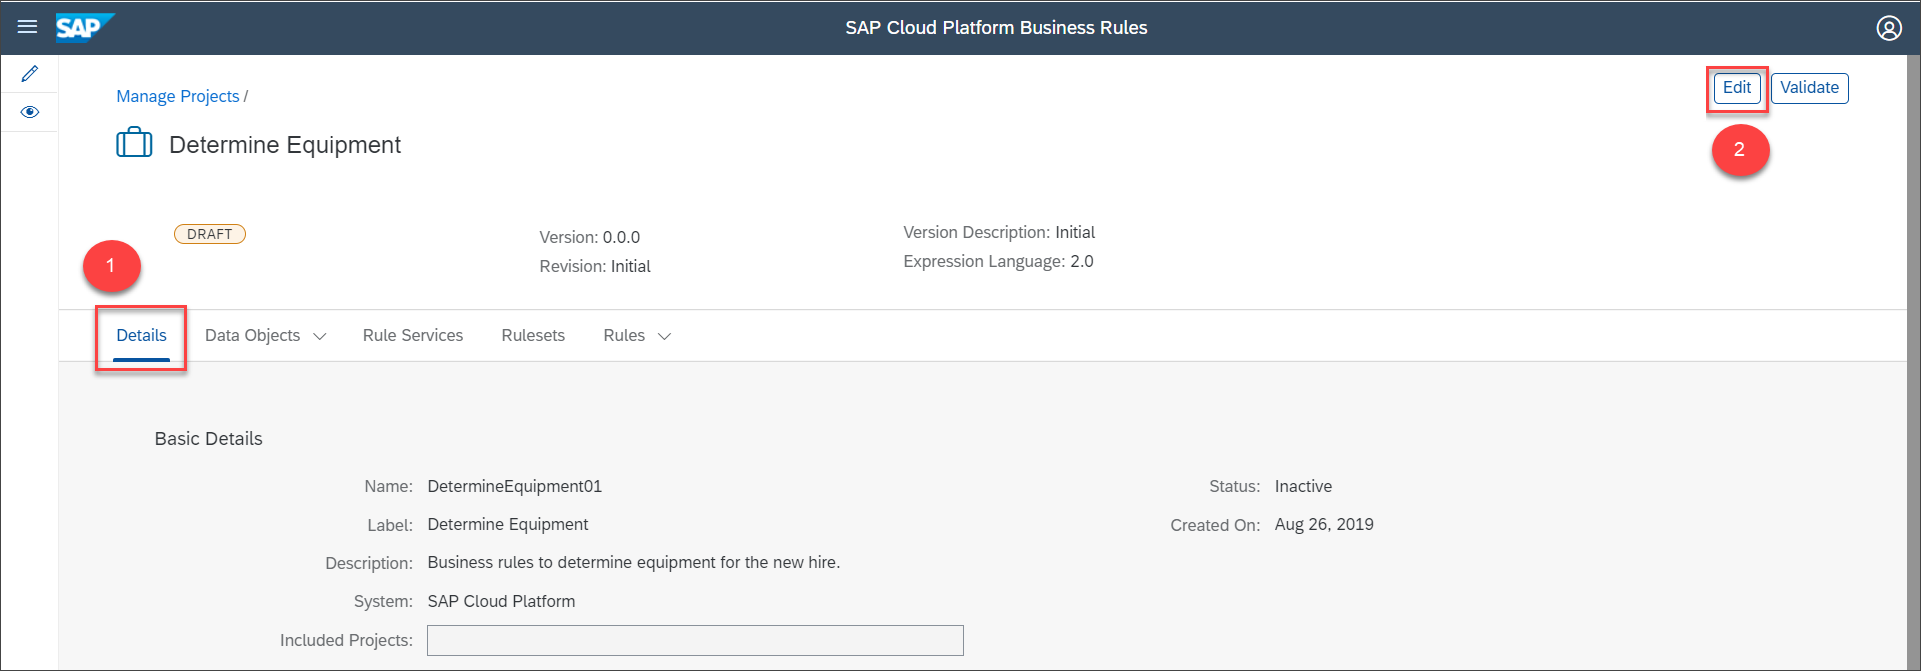 SAP SAP Cloud Platform Business Rules
Manage Projects / Edit Validate
Determine Equipment
2
DRAFT
Version: 0.0.0
Revision: Initial
Version Description: Initial
Expression Language: 2.0
1
Details Data Objects Rule Services Rulesets Rules
Basic Details
Name: DetermineEquipment01
Label: Determine Equipment
Description: Business rules to determine equipment for the new hire.
System: SAP Cloud Platform
Included Projects:
Status: Inactive
Created On: Aug 26, 2019